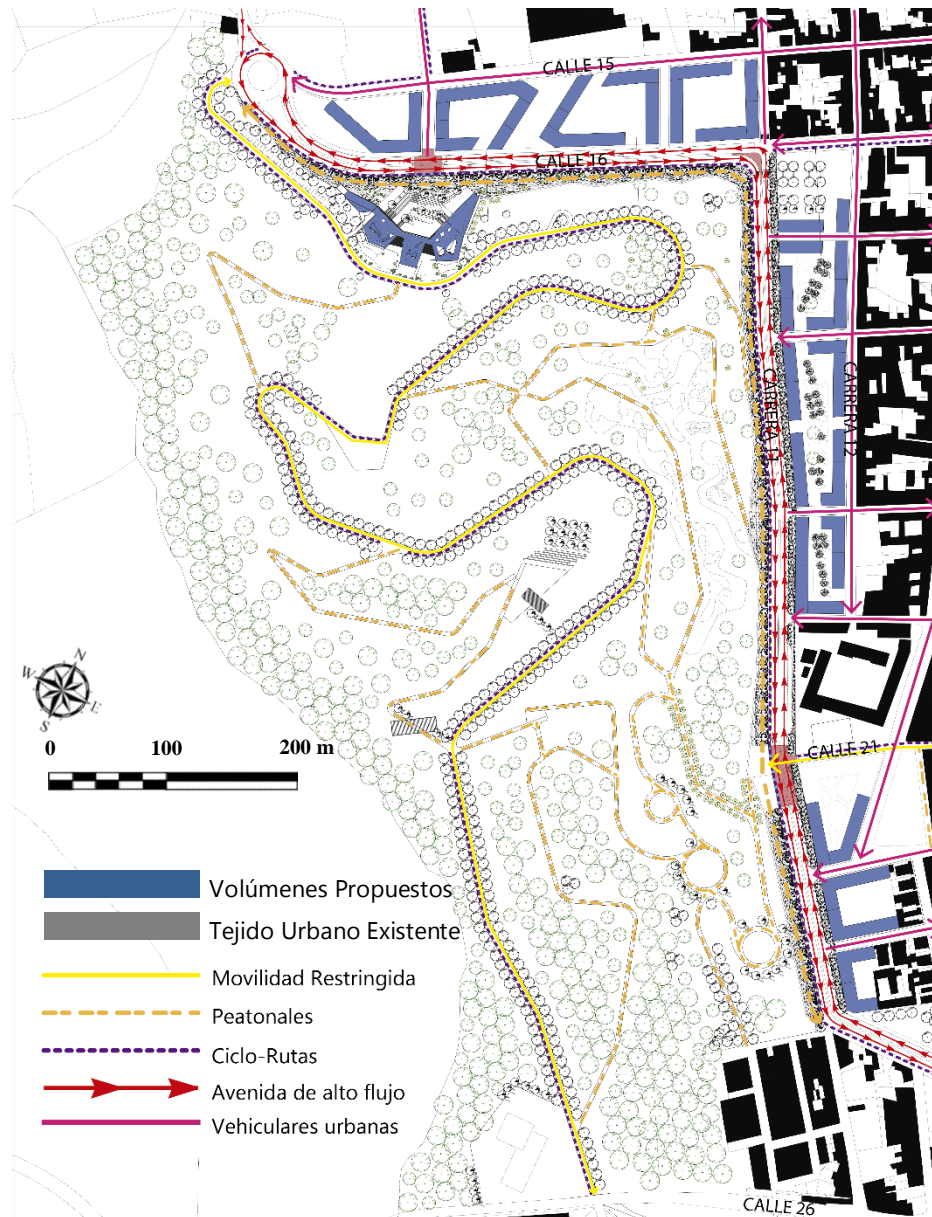 CALLE 15
CALLE 16
CARRERA 13
CARRERA 12
N
W
E
S
0 100 200 m
CALLE 21
Volúmenes Propuestos
Tejido Urbano Existente
Movilidad Restringida
Peatonales
Ciclo-Rutas
Avenida de alto flujo
Vehiculares urbanas
CALLE 26